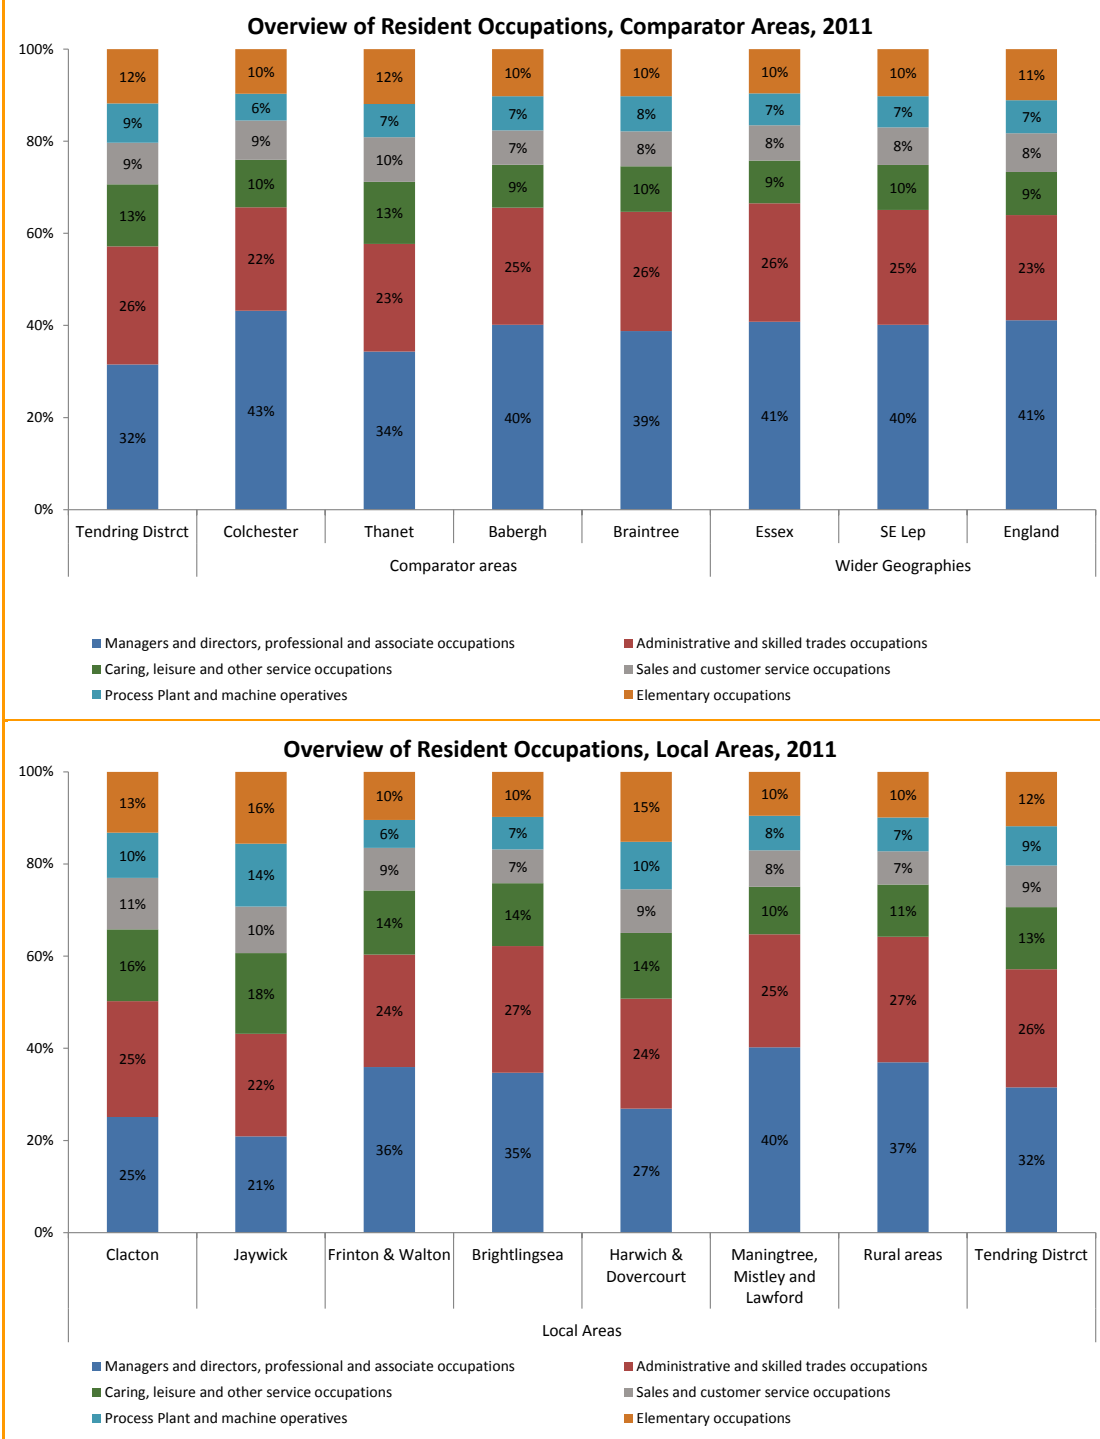 Overview of Resident Occupations, Comparator Areas, 2011
100%
80%
60%
40%
20%
0%
12% 10% 12% 10% 10% 10% 10% 11%
9% 6% 7% 7% 8% 7% 7% 7%
9% 9% 10% 7% 8% 8% 8% 8%
13% 10% 13% 9% 10% 9% 10% 9%
26% 22% 23% 25% 26% 26% 25% 23%
32% 43% 34% 40% 39% 41% 40% 41%
Tendring Distrct Colchester Thanet Babergh Braintree Essex SE Lep England
Comparator areas Wider Geographies
Managers and directors, professional and associate occupations Administrative and skilled trades occupations
Caring, leisure and other service occupations Sales and customer service occupations
Process Plant and machine operatives Elementary occupations
Overview of Resident Occupations, Local Areas, 2011
100%
80%
60%
40%
20%
0%
13% 16% 10% 10% 15% 10% 10% 12%
10% 14% 6% 7% 10% 8% 7% 9%
11% 10% 9% 7% 9% 8% 7% 9%
16% 18% 14% 14% 14% 10% 11% 13%
25% 22% 24% 27% 24% 25% 27% 26%
25% 21% 36% 35% 27% 40% 37% 32%
Clacton Jaywick Frinton & Walton Brightlingsea Harwich & Maningtree, Rural areas Tendring Distrct
Dovercourt Mistley and
Lawford
Local Areas
Managers and directors, professional and associate occupations Administrative and skilled trades occupations
Caring, leisure and other service occupations Sales and customer service occupations
Process Plant and machine operatives Elementary occupations